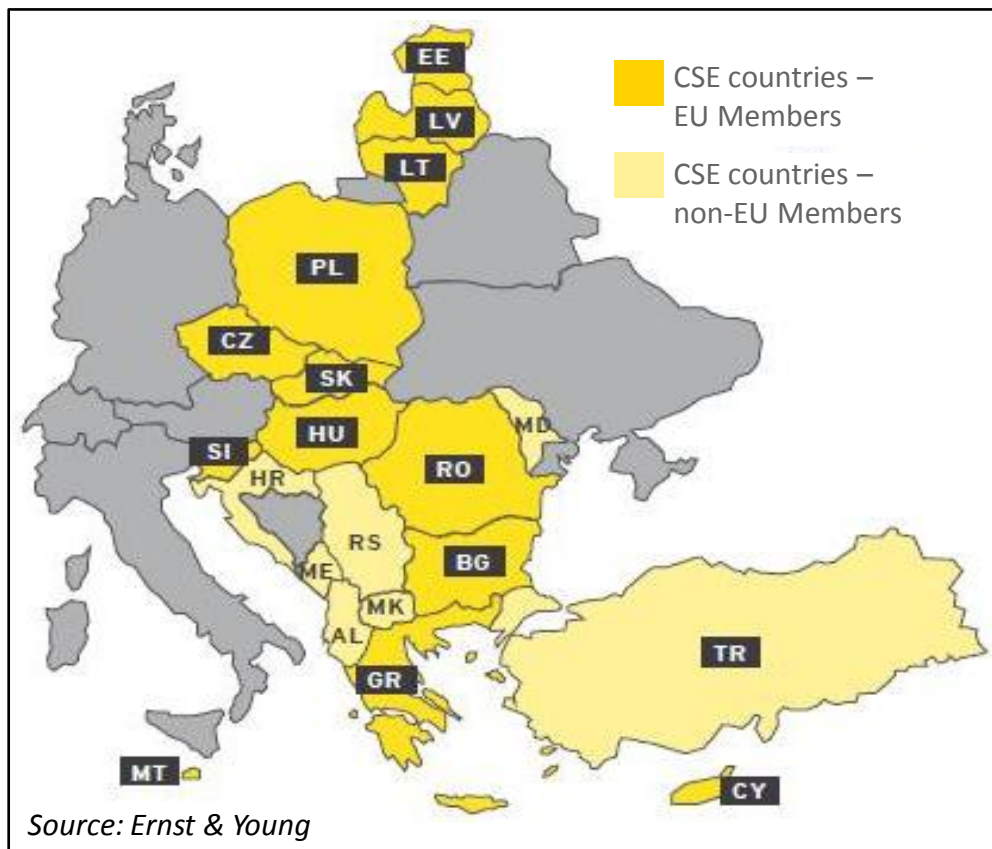 EE
CSE countries –
EU Members
LV
LT
CSE countries –
non-EU Members
PL
CZ
SK
HU
MD
SI
RO
HR
RS
BG
ME
MK
AL
TR
GR
MT
CY
Source: Ernst & Young